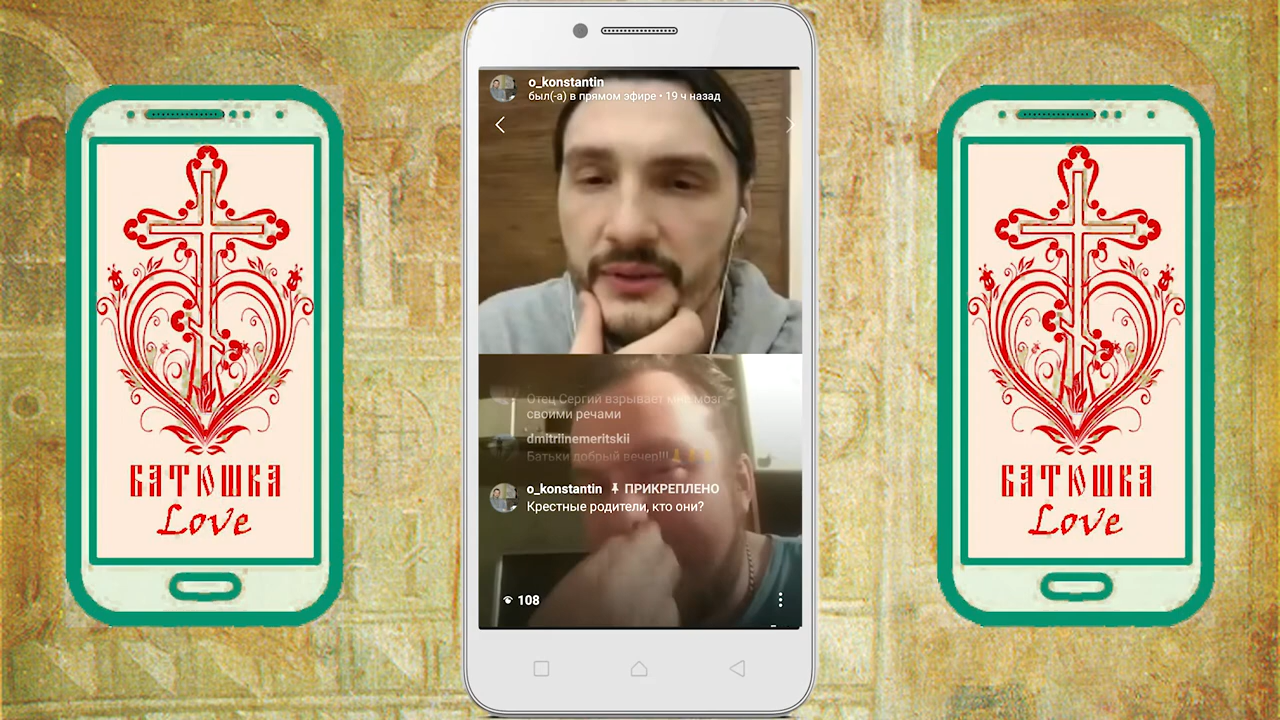 o_konstantin
был(-а) в прямом эфире • 19 ч назад
Отец Сергий взрывает мне мозг
своими речами
dmitriinemeritskii
Батьки добрый вечер!!!
o_konstantin ПРИКРЕПЛЕНО
Крестные родители, кто они?
108
БАТЮШКА
Love
БАТЮШКА
Love